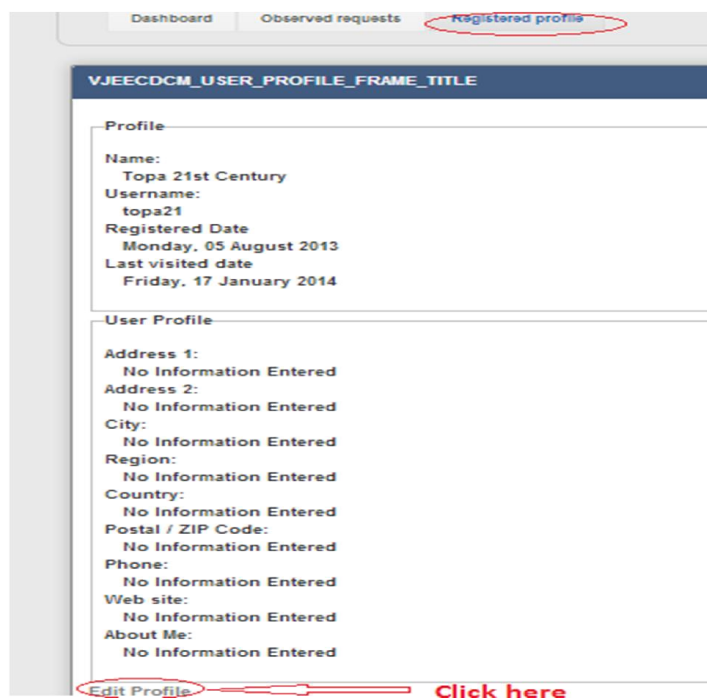 Dashboard Observed requests Registered profile
VJEECDCM_USER_PROFILE_FRAME_TITLE
Profile
Name:
Topa 21st Century
Username:
topa21
Registered Date
Monday, 05 August 2013
Last visited date
Friday, 17 January 2014
User Profile
Address 1:
No Information Entered
Address 2:
No Information Entered
City:
No Information Entered
Region:
No Information Entered
Country:
No Information Entered
Postal / ZIP Code:
No Information Entered
Phone:
No Information Entered
Web site:
No Information Entered
About Me:
No Information Entered
Edit Profile Click here